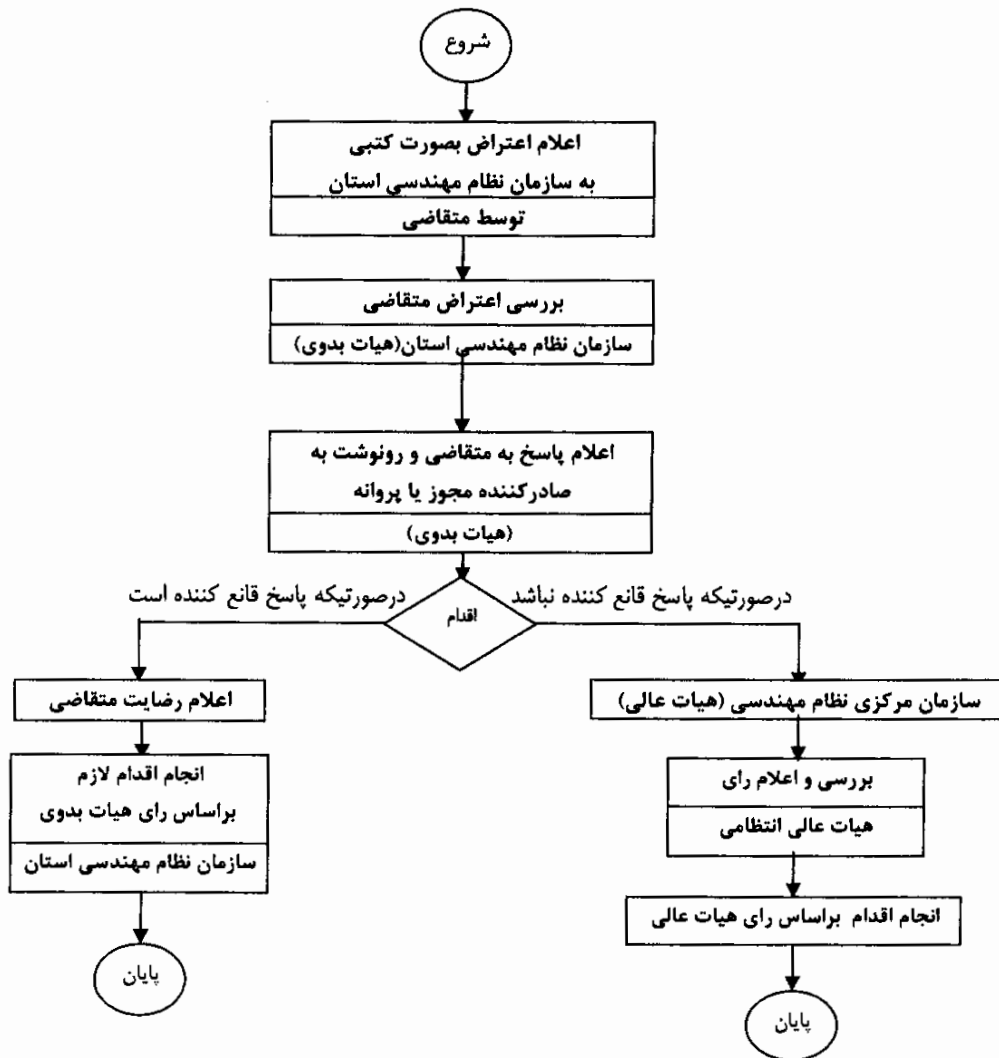 شروع
اعلام اعتراض بصورت کتبی
به سازمان نظام مهندسی استان
توسط متقاضی
بررسی اعتراض متقاضی
سازمان نظام مهندسی استان(هیات بدوی)
اعلام پاسخ به متقاضی و رونوشت به
صادرکننده مجوز یا پروانه
(هیات بدوی)
اقدام
درصورتیکه پاسخ قانع کننده نباشد
سازمان مرکزی نظام مهندسی (هیات عالی)
بررسی و اعلام رای
هیات عالی انتظامی
انجام اقدام براساس رای هیات عالی
پایان
درصورتیکه پاسخ قانع کننده است
اعلام رضایت متقاضی
انجام اقدام لازم
براساس رای هیات بدوی
سازمان نظام مهندسی استان
پایان